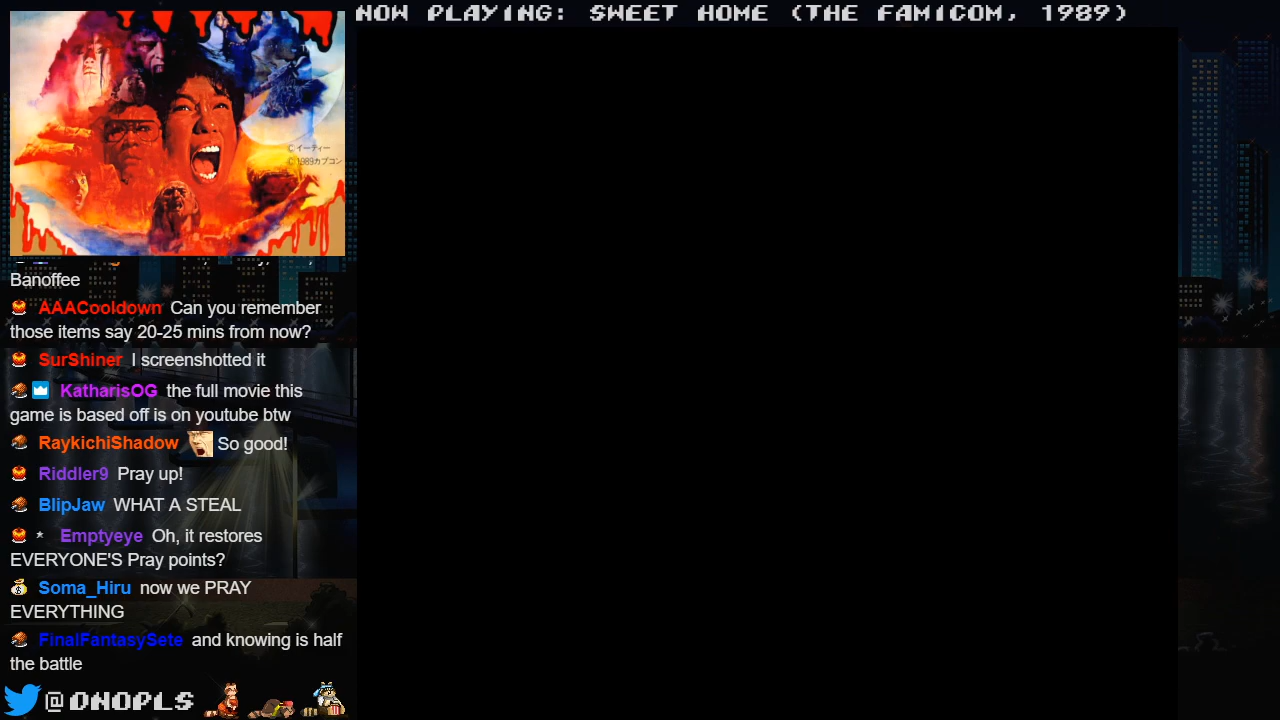 NOW PLAYING: SWEET HOME (THE FAMICOM, 1989)
© イーティー
© 1989カプコン
Banoffee
AAACooldown Can you remember
those items say 20-25 mins from now?
SurShiner I screenshotted it
KatharisOG the full movie this
game is based off is on youtube btw
RaykichiShadow So good!
Riddler9 Pray up!
BlipJaw WHAT A STEAL
Emptyeye Oh, it restores
EVERYONE'S Pray points?
Soma_Hiru now we PRAY
EVERYTHING
FinalFantasySete and knowing is half
the battle
@DNOPLS